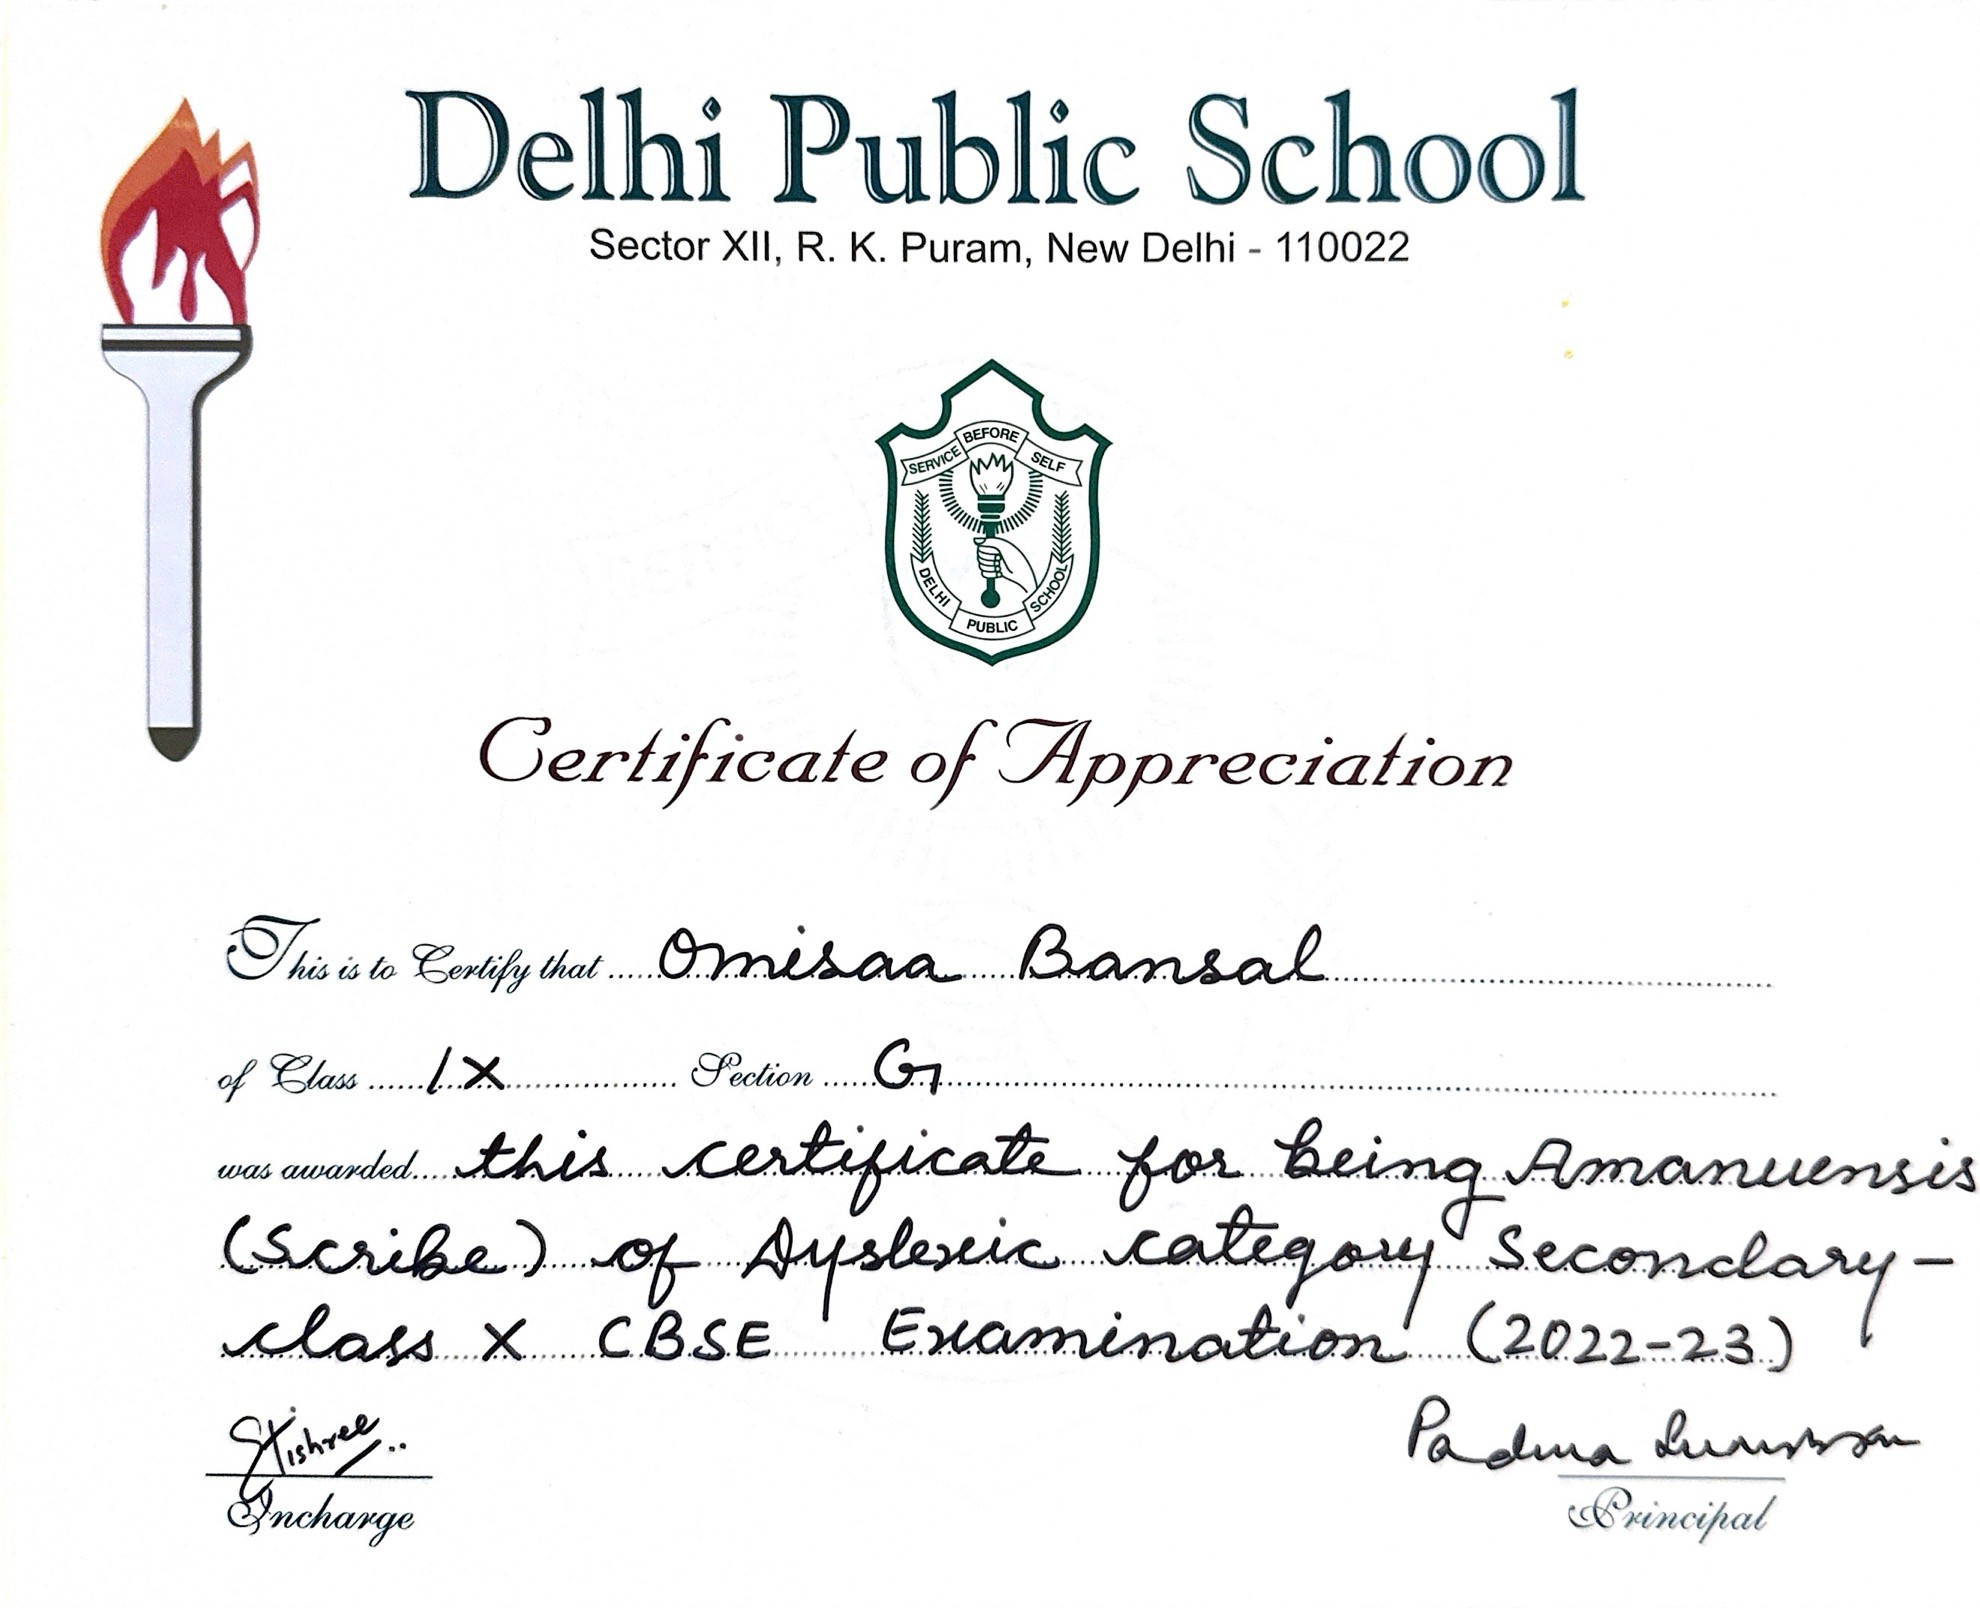 Delhi Public School
Sector XII, R. K. Puram, New Delhi - 110022
SERVICE BEFORE SELF
DELHI PUBLIC SCHOOL
Certificate of Appreciation
This is to Certify that Omisaa Bansal
of Class IX Section G
was awarded this certificate for being Amanuensis
(Scribe) of Dyslexic category Secondary-
class X CBSE Examination (2022-23)
Padma
Incharge Principal